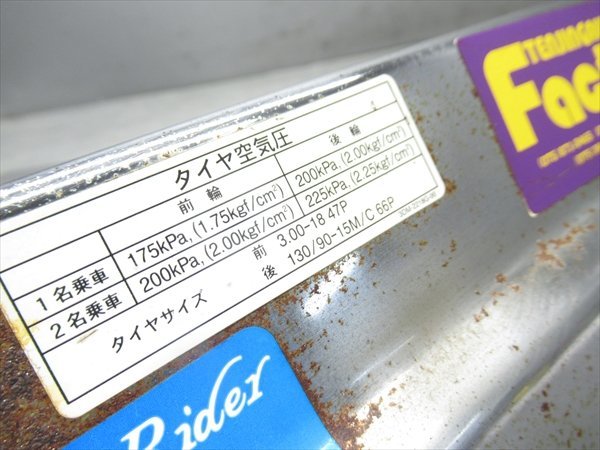 タイヤ空気圧
前輪 後輪
1名乗車 175kPa, (1.75kgf/cm²) 200kPa, (2.00kgf/cm²)
2名乗車 200kPa, (2.00kgf/cm²) 225kPa, (2.25kgf/cm²)
タイヤサイズ 前 3.00-18 47P
後 130/90-15M/C 66P
Rider
TENJINGAW
Fac